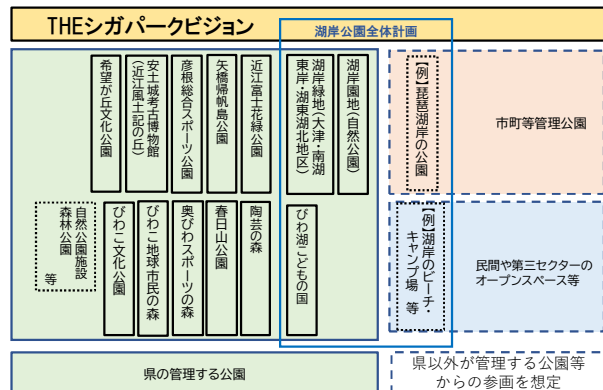 THEシガパークビジョン
湖岸公園全体計画
希望が丘文化公園
安土城考古博物館
(近江風土記の丘)
彦根総合スポーツ公園
矢橋帰帆島公園
近江富士花緑公園
湖岸緑地(大津・南湖
東岸・湖東湖北地区)
湖岸園地(自然公園)
【例】琵琶湖岸の公園
市町等管理公園
自然公園施設
森林公園
等
びわこ文化公園
びわこ地球市民の森
奥びわスポーツの森
春日山公園
陶芸の森
びわ湖こどもの国
【例】湖岸のビーチ・
キャンプ場 等
民間や第三セクターの
オープンスペース等
県の管理する公園
県以外が管理する公園等
からの参画を想定